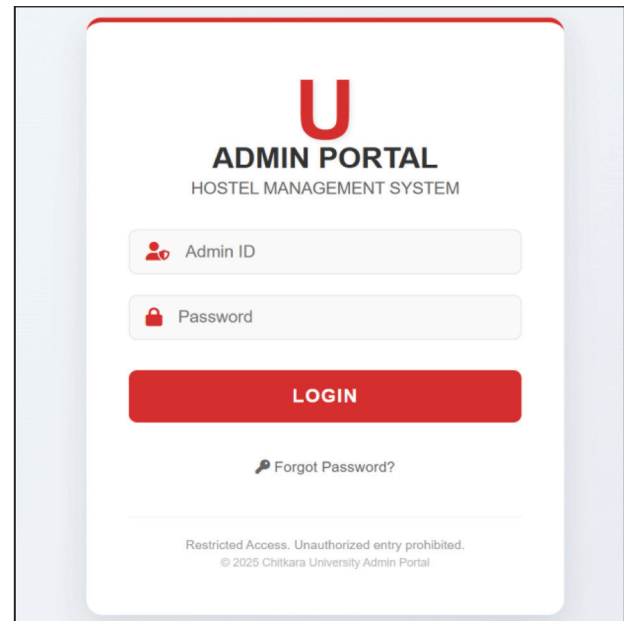 U
ADMIN PORTAL
HOSTEL MANAGEMENT SYSTEM
Admin ID
Password
LOGIN
Forgot Password?
Restricted Access. Unauthorized entry prohibited.
© 2025 Chitkara University Admin Portal